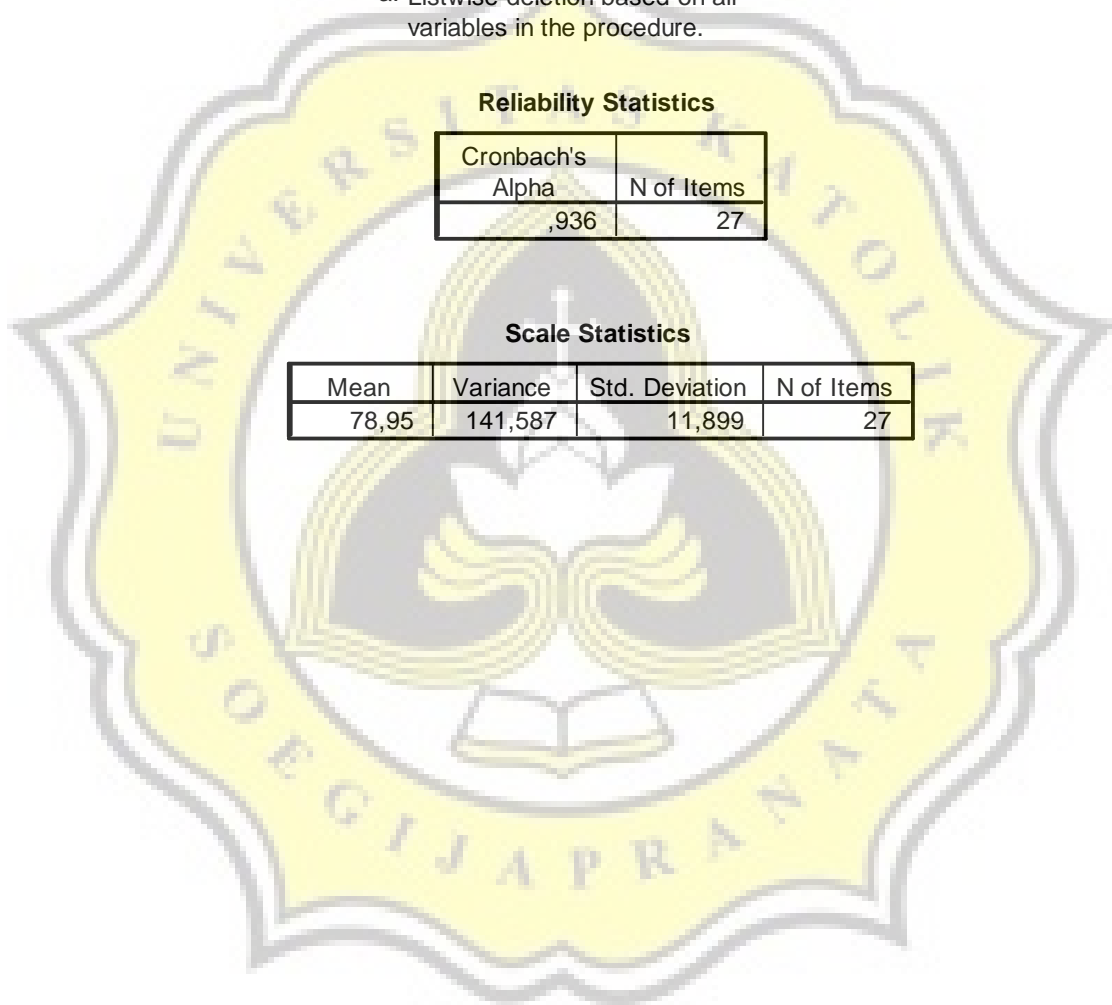 a. Listwise deletion based on all
variables in the procedure.
Reliability Statistics
Cronbach's
Alpha N of Items
,936 27
Scale Statistics
Mean Variance Std. Deviation N of Items
78,95 141,587 11,899 27
UNIVERSITAS KATOLIK
SOEGIJAPRANATA